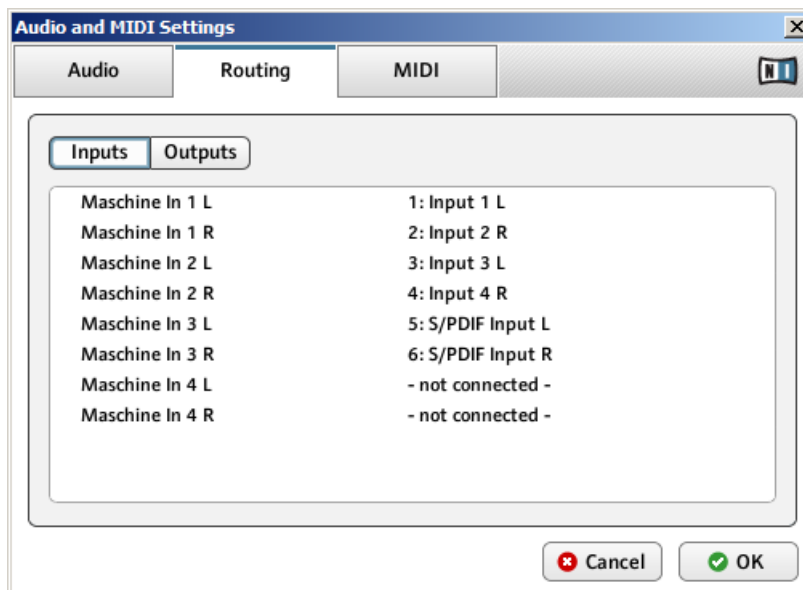 Audio and MIDI Settings
Audio Routing MIDI
NI
Inputs Outputs
Maschine In 1 L 1: Input 1 L
Maschine In 1 R 2: Input 2 R
Maschine In 2 L 3: Input 3 L
Maschine In 2 R 4: Input 4 R
Maschine In 3 L 5: S/PDIF Input L
Maschine In 3 R 6: S/PDIF Input R
Maschine In 4 L - not connected -
Maschine In 4 R - not connected -
Cancel OK